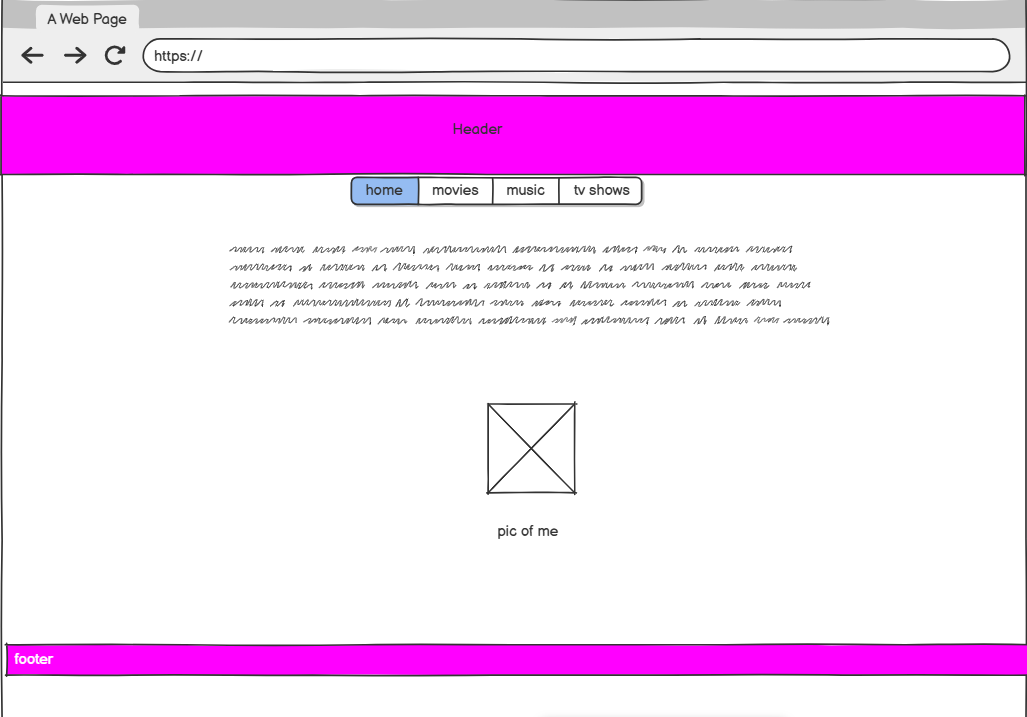 A Web Page
https://
Header
home movies music tv shows
pic of me
footer